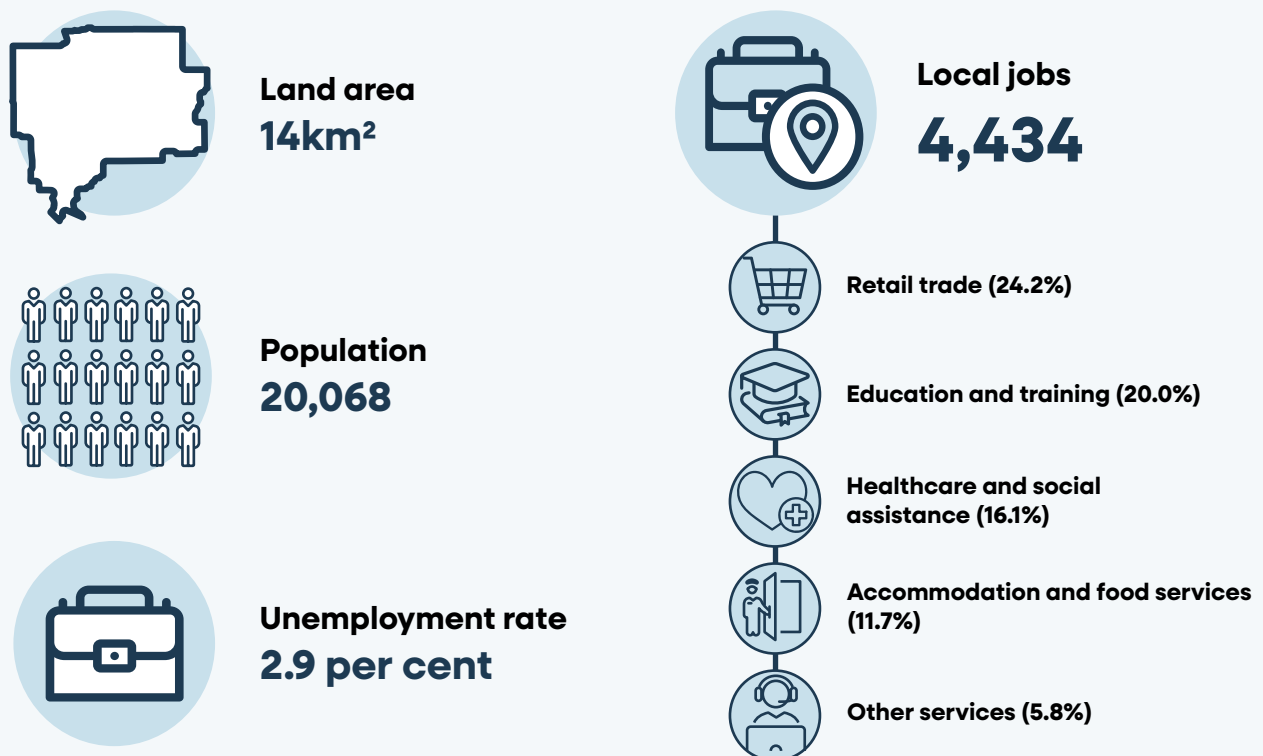 Land area
14km²
Population
20,068
Unemployment rate
2.9 per cent
Local jobs
4,434
Retail trade (24.2%)
Education and training (20.0%)
Healthcare and social
assistance (16.1%)
Accommodation and food services
(11.7%)
Other services (5.8%)